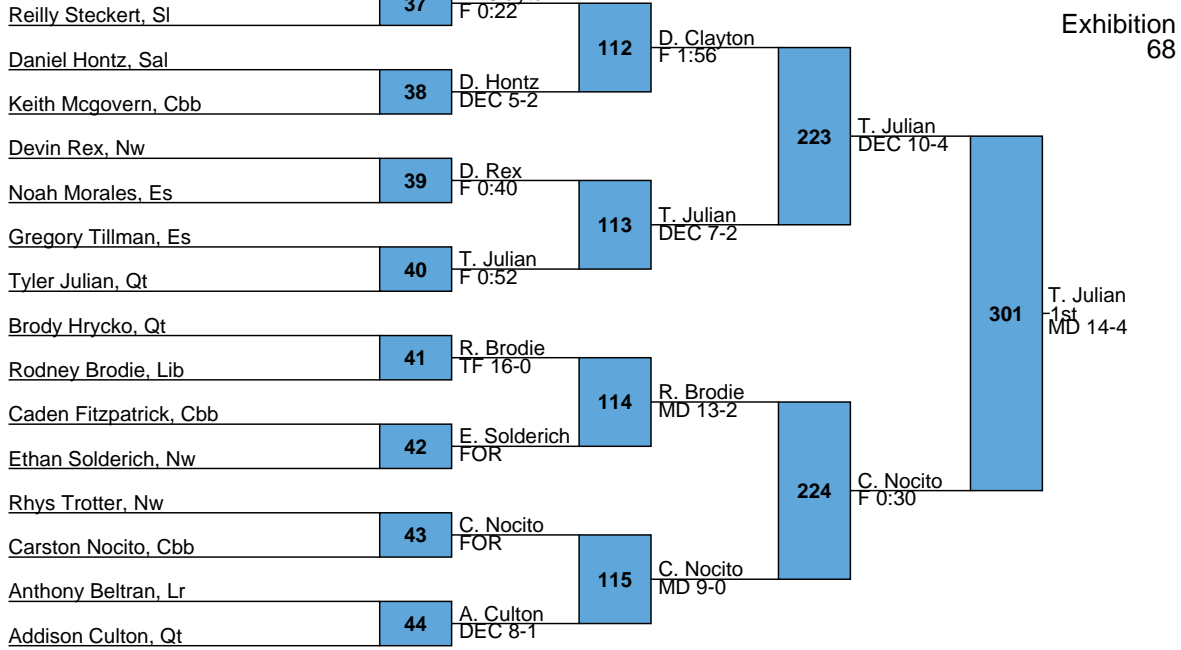 Reilly Steckert, Sl
37
F 0:22
Exhibition
68
112
D. Clayton
F 1:56
Daniel Hontz, Sal
38
D. Hontz
DEC 5-2
Keith Mcgovern, Cbb
223
T. Julian
DEC 10-4
Devin Rex, Nw
39
D. Rex
F 0:40
Noah Morales, Es
113
T. Julian
DEC 7-2
Gregory Tillman, Es
40
T. Julian
F 0:52
Tyler Julian, Qt
301
T. Julian
1st
MD 14-4
Brody Hrycko, Qt
41
R. Brodie
TF 16-0
Rodney Brodie, Lib
114
R. Brodie
MD 13-2
Caden Fitzpatrick, Cbb
42
E. Solderich
FOR
Ethan Solderich, Nw
224
C. Nocito
F 0:30
Rhys Trotter, Nw
43
C. Nocito
FOR
Carston Nocito, Cbb
115
C. Nocito
MD 9-0
Anthony Beltran, Lr
44
A. Culton
DEC 8-1
Addison Culton, Qt